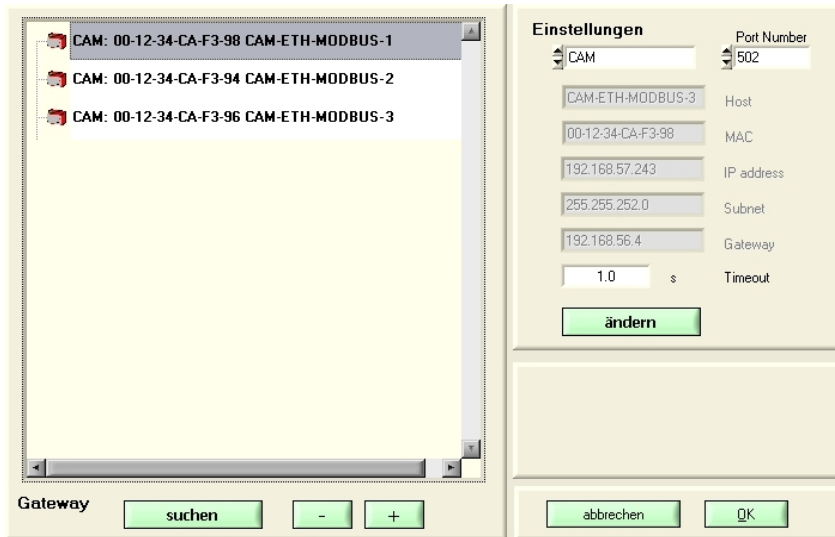 CAM: 00-12-34-CA-F3-98 CAM-ETH-MODBUS-1
CAM: 00-12-34-CA-F3-94 CAM-ETH-MODBUS-2
CAM: 00-12-34-CA-F3-96 CAM-ETH-MODBUS-3
Gateway
suchen
-
+
Einstellungen
Port Number
CAM
502
CAM-ETH-MODBUS-3 Host
00-12-34-CA-F3-98 MAC
192.168.57.243 IP address
255.255.252.0 Subnet
192.168.56.4 Gateway
1.0 s Timeout
ändern
abbrechen
OK